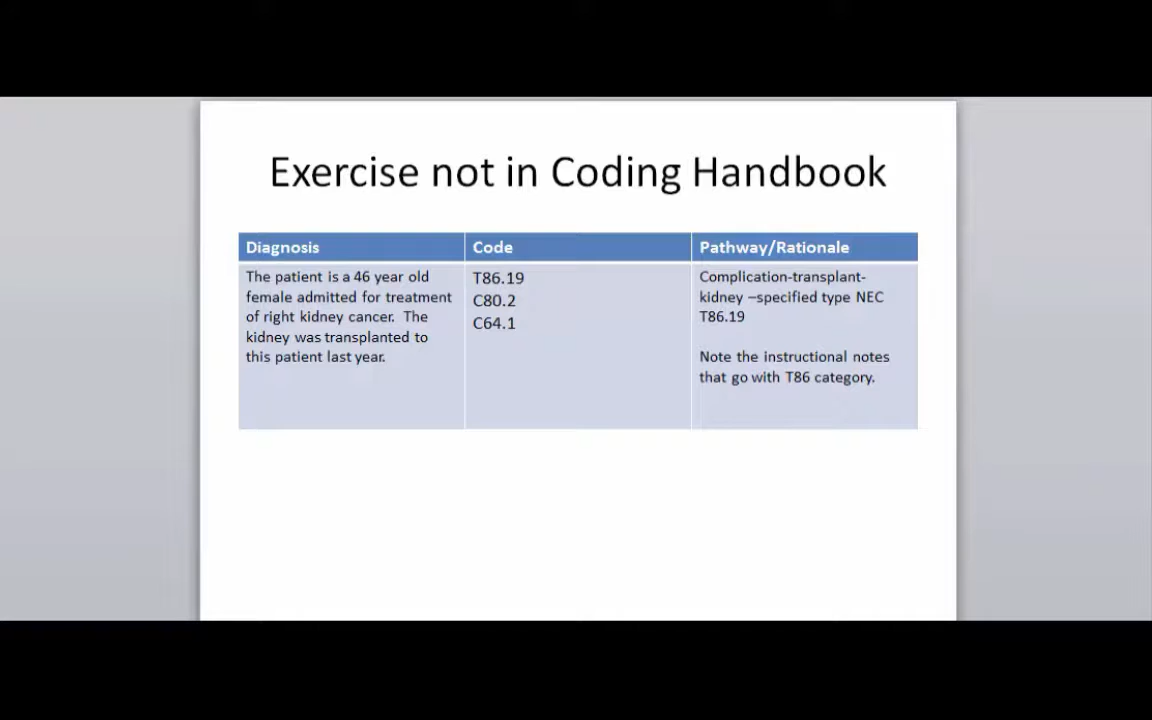 Exercise not in Coding Handbook
Diagnosis
Code
Pathway/Rationale
The patient is a 46 year old
female admitted for treatment
of right kidney cancer. The
kidney was transplanted to
this patient last year.
T86.19
C80.2
C64.1
Complication-transplant-
kidney –specified type NEC
T86.19
Note the instructional notes
that go with T86 category.